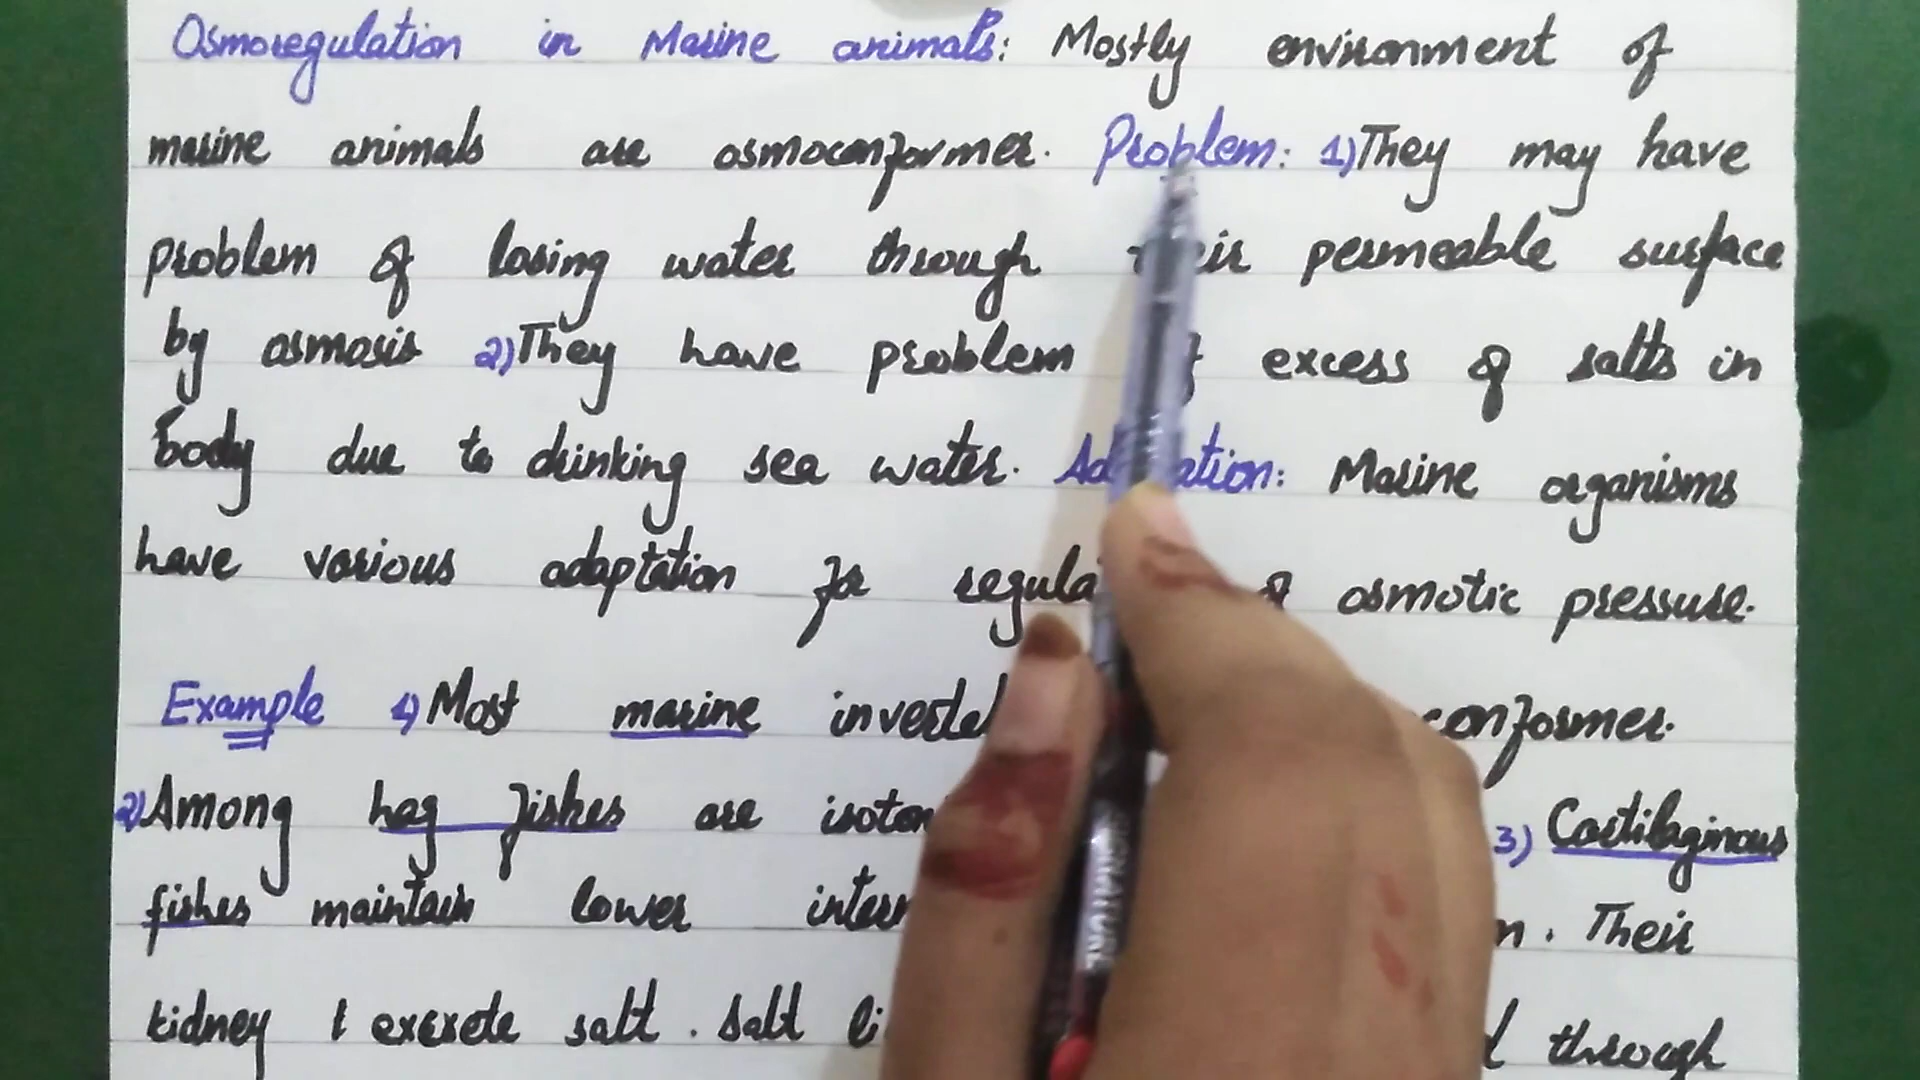 Osmoregulation in Marine animals: Mostly environment of
marine animals are osmoconformer. Problem: 1) They may have
problem of losing water through their permeable surface
by osmosis 2) They have problem excess of salts in
body due to drinking sea water. Marine organisms
have various adaptation for of osmotic pressure.
Example 1) Most marine
2) Among hag fishes are 3) Cartilaginous
fishes maintain lower Their
kidney excrete salt. Salt through
SIGNATURE